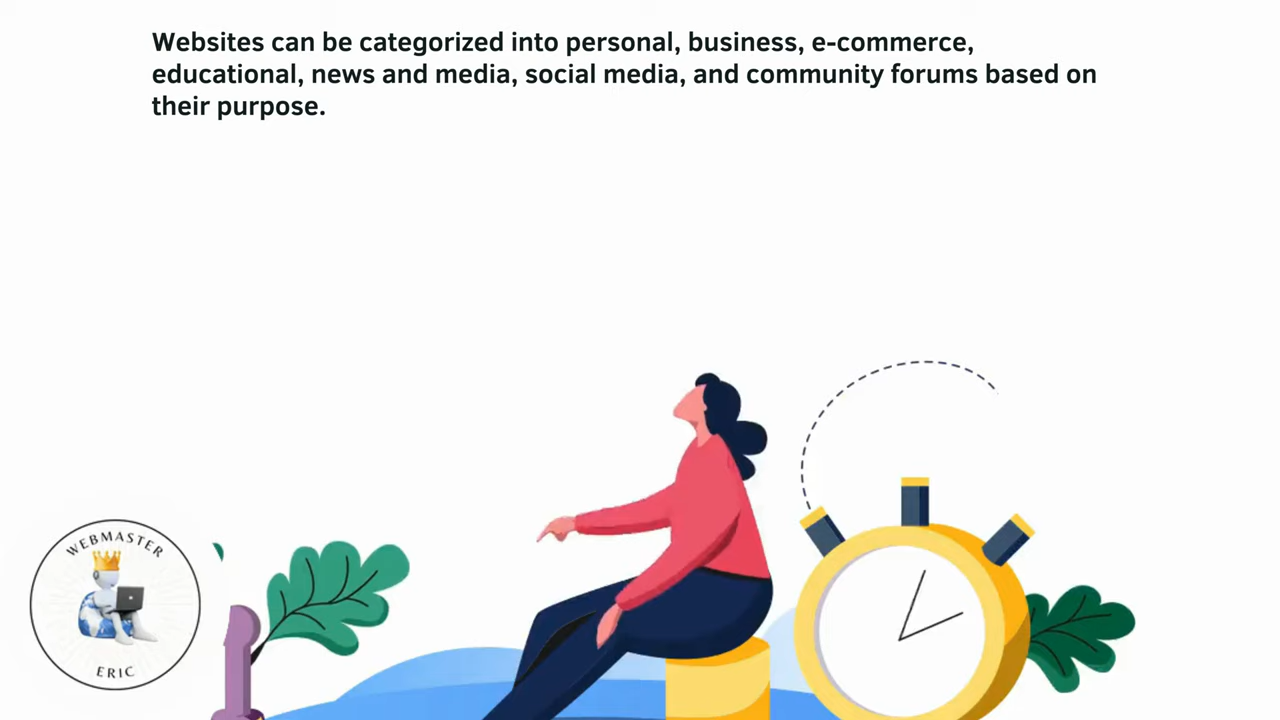 Websites can be categorized into personal, business, e-commerce,
educational, news and media, social media, and community forums based on
their purpose.
WEBMASTER
ERIC